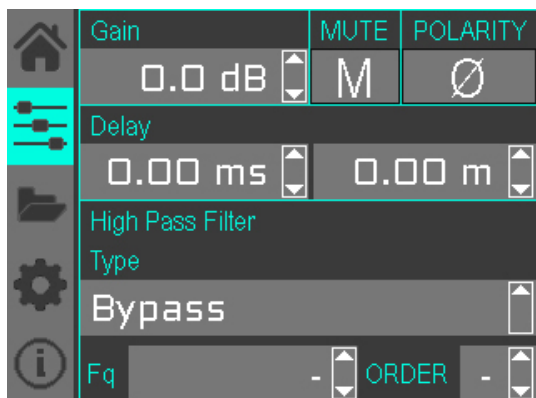 Gain MUTE POLARITY
0.0 dB M Ø
Delay
0.00 ms 0.00 m
High Pass Filter
Type
Bypass
Fq - ORDER -